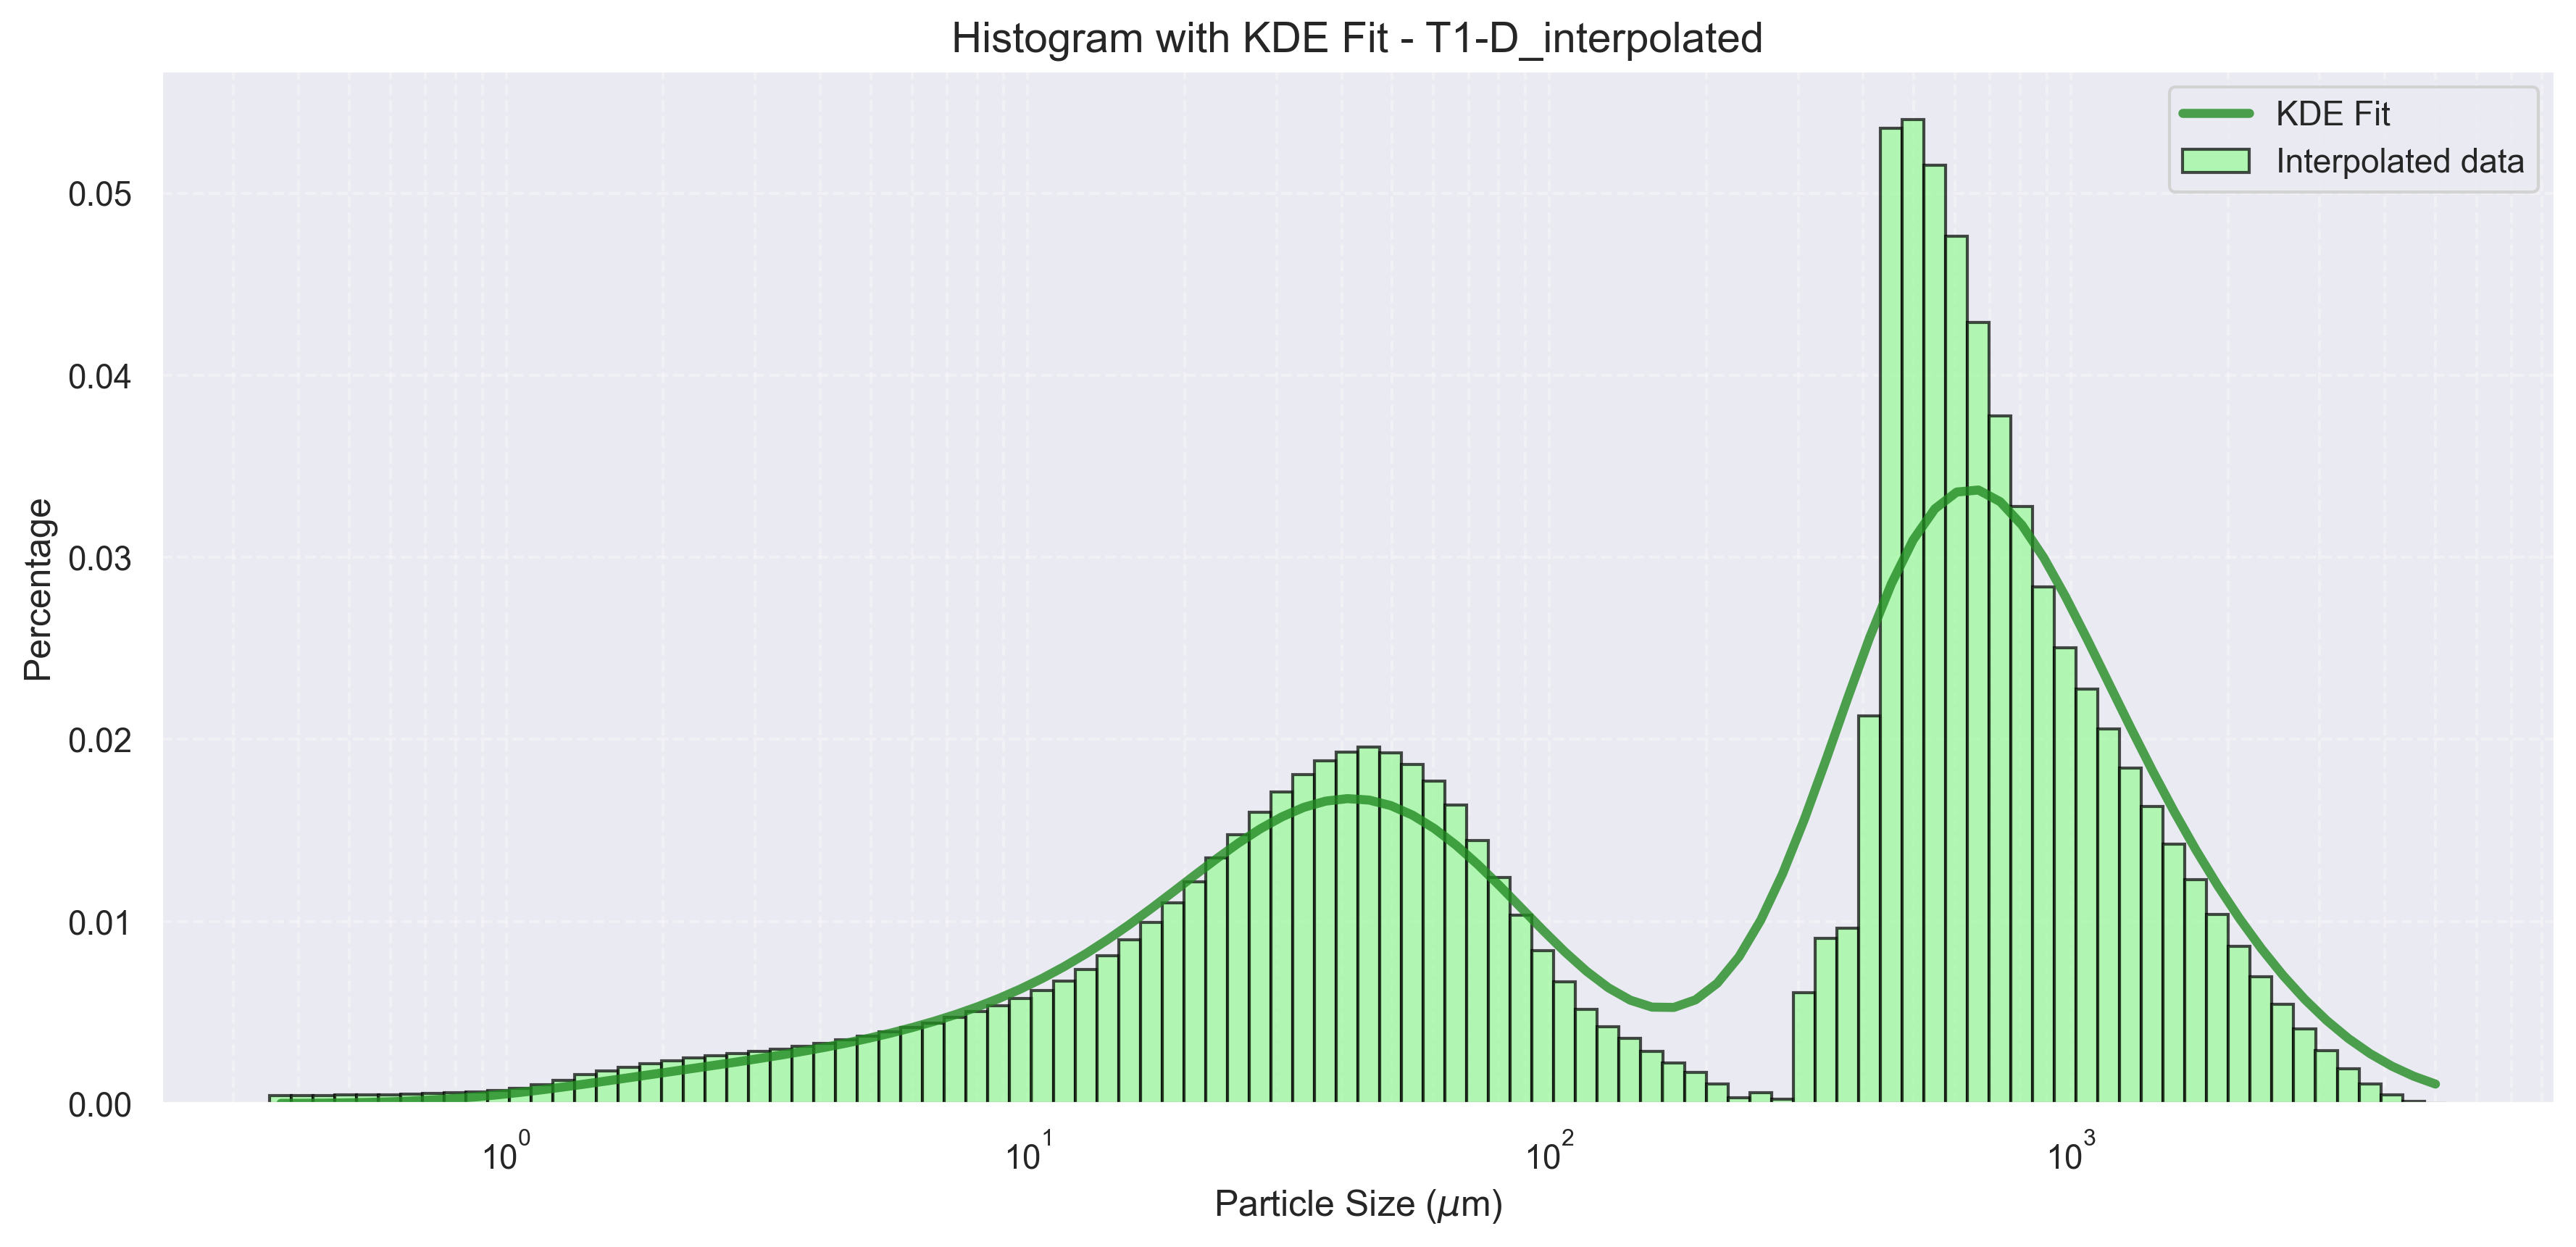 Histogram with KDE Fit - T1-D_interpolated
KDE Fit
Interpolated data
Percentage
0.05
0.04
0.03
0.02
0.01
0.00
10⁰ 10¹ 10² 10³
Particle Size (μm)